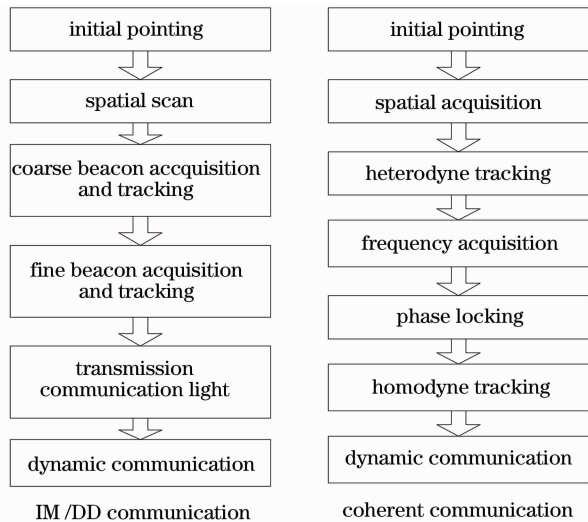 initial pointing
spatial scan
coarse beacon accquisition
and tracking
fine beacon acquisition
and tracking
transmission
communication light
dynamic communication
IM /DD communication
initial pointing
spatial acquisition
heterodyne tracking
frequency acquisition
phase locking
homodyne tracking
dynamic communication
coherent communication